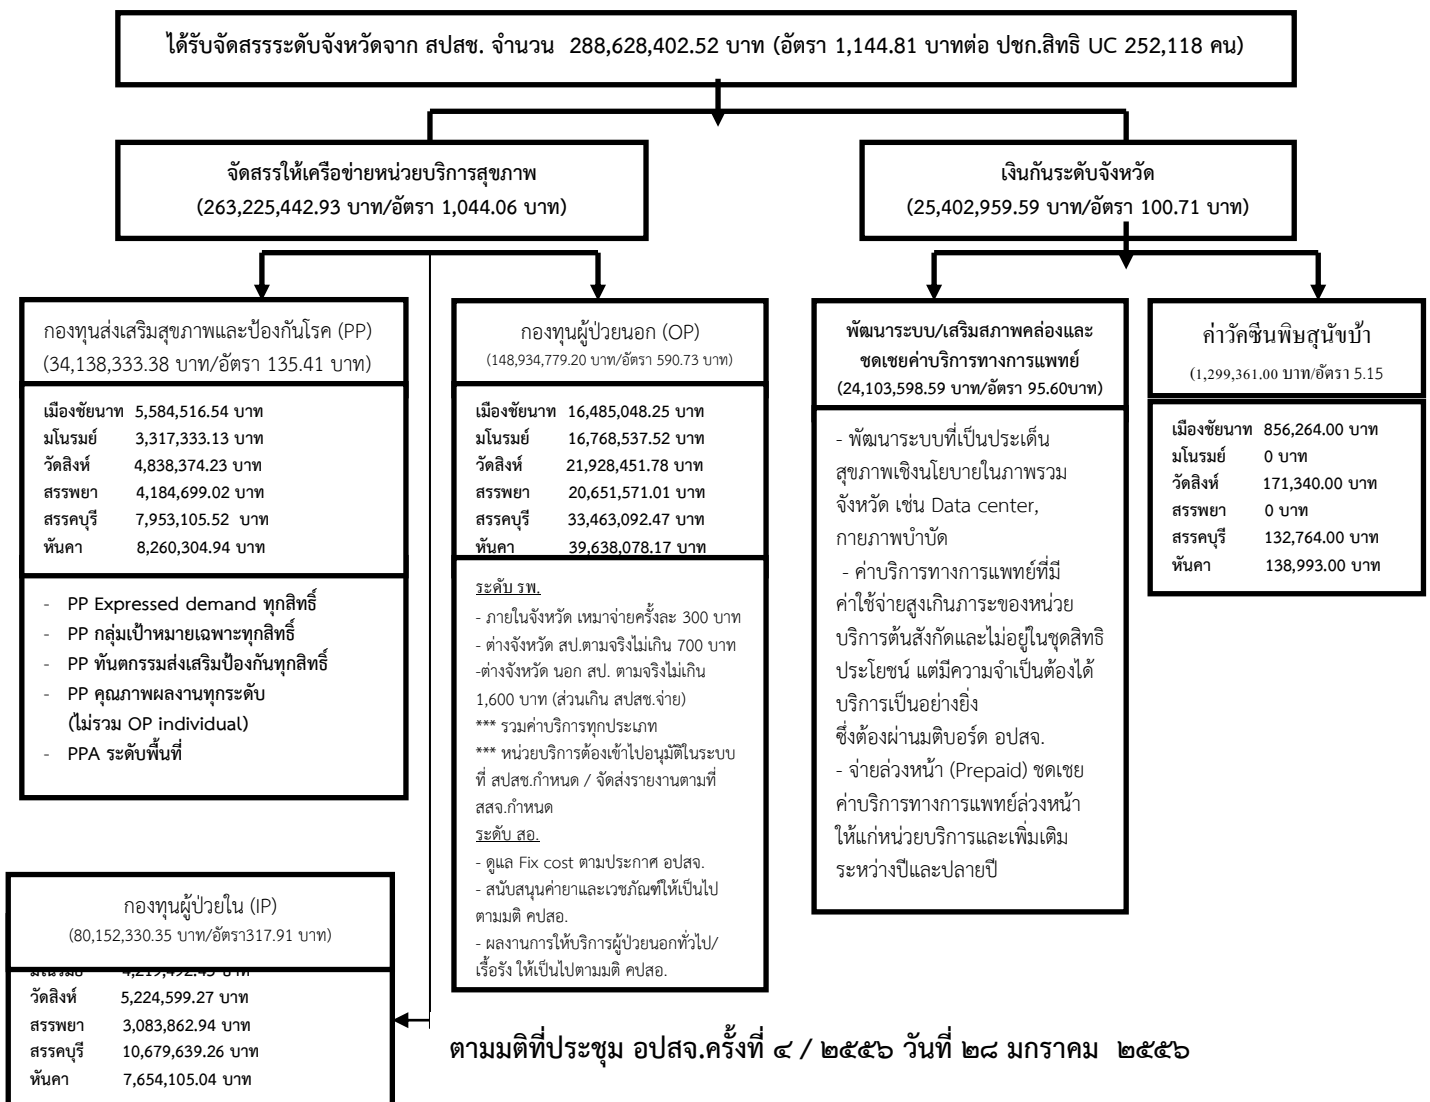 ได้รับจัดสรรระดับจังหวัดจาก สปสช. จำนวน 288,628,402.52 บาท (อัตรา 1,144.81 บาทต่อ ปชก.สิทธิ UC 252,118 คน)
จัดสรรให้เครือข่ายหน่วยบริการสุขภาพ
(263,225,442.93 บาท/อัตรา 1,044.06 บาท)
เงินกันระดับจังหวัด
(25,402,959.59 บาท/อัตรา 100.71 บาท)
กองทุนส่งเสริมสุขภาพและป้องกันโรค (PP)
(34,138,333.38 บาท/อัตรา 135.41 บาท)
เมืองชัยนาท 5,584,516.54 บาท
มโนรมย์ 3,317,333.13 บาท
วัดสิงห์ 4,838,374.23 บาท
สรรพยา 4,184,699.02 บาท
สรรคบุรี 7,953,105.52 บาท
หันคา 8,260,304.94 บาท
- PP Expressed demand ทุกสิทธิ์
- PP กลุ่มเป้าหมายเฉพาะทุกสิทธิ์
- PP ทันตกรรมส่งเสริมป้องกันทุกสิทธิ์
- PP คุณภาพผลงานทุกระดับ
(ไม่รวม OP individual)
- PPA ระดับพื้นที่
กองทุนผู้ป่วยนอก (OP)
(148,934,779.20 บาท/อัตรา 590.73 บาท)
เมืองชัยนาท 16,485,048.25 บาท
มโนรมย์ 16,768,537.52 บาท
วัดสิงห์ 21,928,451.78 บาท
สรรพยา 20,651,571.01 บาท
สรรคบุรี 33,463,092.47 บาท
หันคา 39,638,078.17 บาท
ระดับ รพ.
- ภายในจังหวัด เหมาจ่ายครั้งละ 300 บาท
- ต่างจังหวัด สป.ตามจริงไม่เกิน 700 บาท
-ต่างจังหวัด นอก สป. ตามจริงไม่เกิน
1,600 บาท (ส่วนเกิน สปสช.จ่าย)
*** รวมค่าบริการทุกประเภท
*** หน่วยบริการต้องเข้าไปอนุมัติในระบบ
ที่ สปสช.กำหนด / จัดส่งรายงานตามที่
สสจ.กำหนด
ระดับ สอ.
- ดูแล Fix cost ตามประกาศ อปสจ.
- สนับสนุนค่ายาและเวชภัณฑ์ให้เป็นไป
ตามมติ คปสอ.
- ผลงานการให้บริการผู้ป่วยนอกทั่วไป/
เรื้อรัง ให้เป็นไปตามมติ คปสอ.
พัฒนาระบบ/เสริมสภาพคล่องและ
ชดเชยค่าบริการทางการแพทย์
(24,103,598.59 บาท/อัตรา 95.60บาท)
- พัฒนาระบบที่เป็นประเด็น
สุขภาพเชิงนโยบายในภาพรวม
จังหวัด เช่น Data center,
กายภาพบำบัด
- ค่าบริการทางการแพทย์ที่มี
ค่าใช้จ่ายสูงเกินภาระของหน่วย
บริการต้นสังกัดและไม่อยู่ในชุดสิทธิ
ประโยชน์ แต่มีความจำเป็นต้องได้
บริการเป็นอย่างยิ่ง
ซึ่งต้องผ่านมติบอร์ด อปสจ.
- จ่ายล่วงหน้า (Prepaid) ชดเชย
ค่าบริการทางการแพทย์ล่วงหน้า
ให้แก่หน่วยบริการและเพิ่มเติม
ระหว่างปีและปลายปี
ค่าวัคซีนพิษสุนัขบ้า
(1,299,361.00 บาท/อัตรา 5.15
เมืองชัยนาท 856,264.00 บาท
มโนรมย์ 0 บาท
วัดสิงห์ 171,340.00 บาท
สรรพยา 0 บาท
สรรคบุรี 132,764.00 บาท
หันคา 138,993.00 บาท
กองทุนผู้ป่วยใน (IP)
(80,152,330.35 บาท/อัตรา317.91 บาท)
มโนรมย์ 4,219,492.45 บาท
วัดสิงห์ 5,224,599.27 บาท
สรรพยา 3,083,862.94 บาท
สรรคบุรี 10,679,639.26 บาท
หันคา 7,654,105.04 บาท
ตามมติที่ประชุม อปสจ.ครั้งที่ ๔ / ๒๕๕๖ วันที่ ๒๘ มกราคม ๒๕๕๖